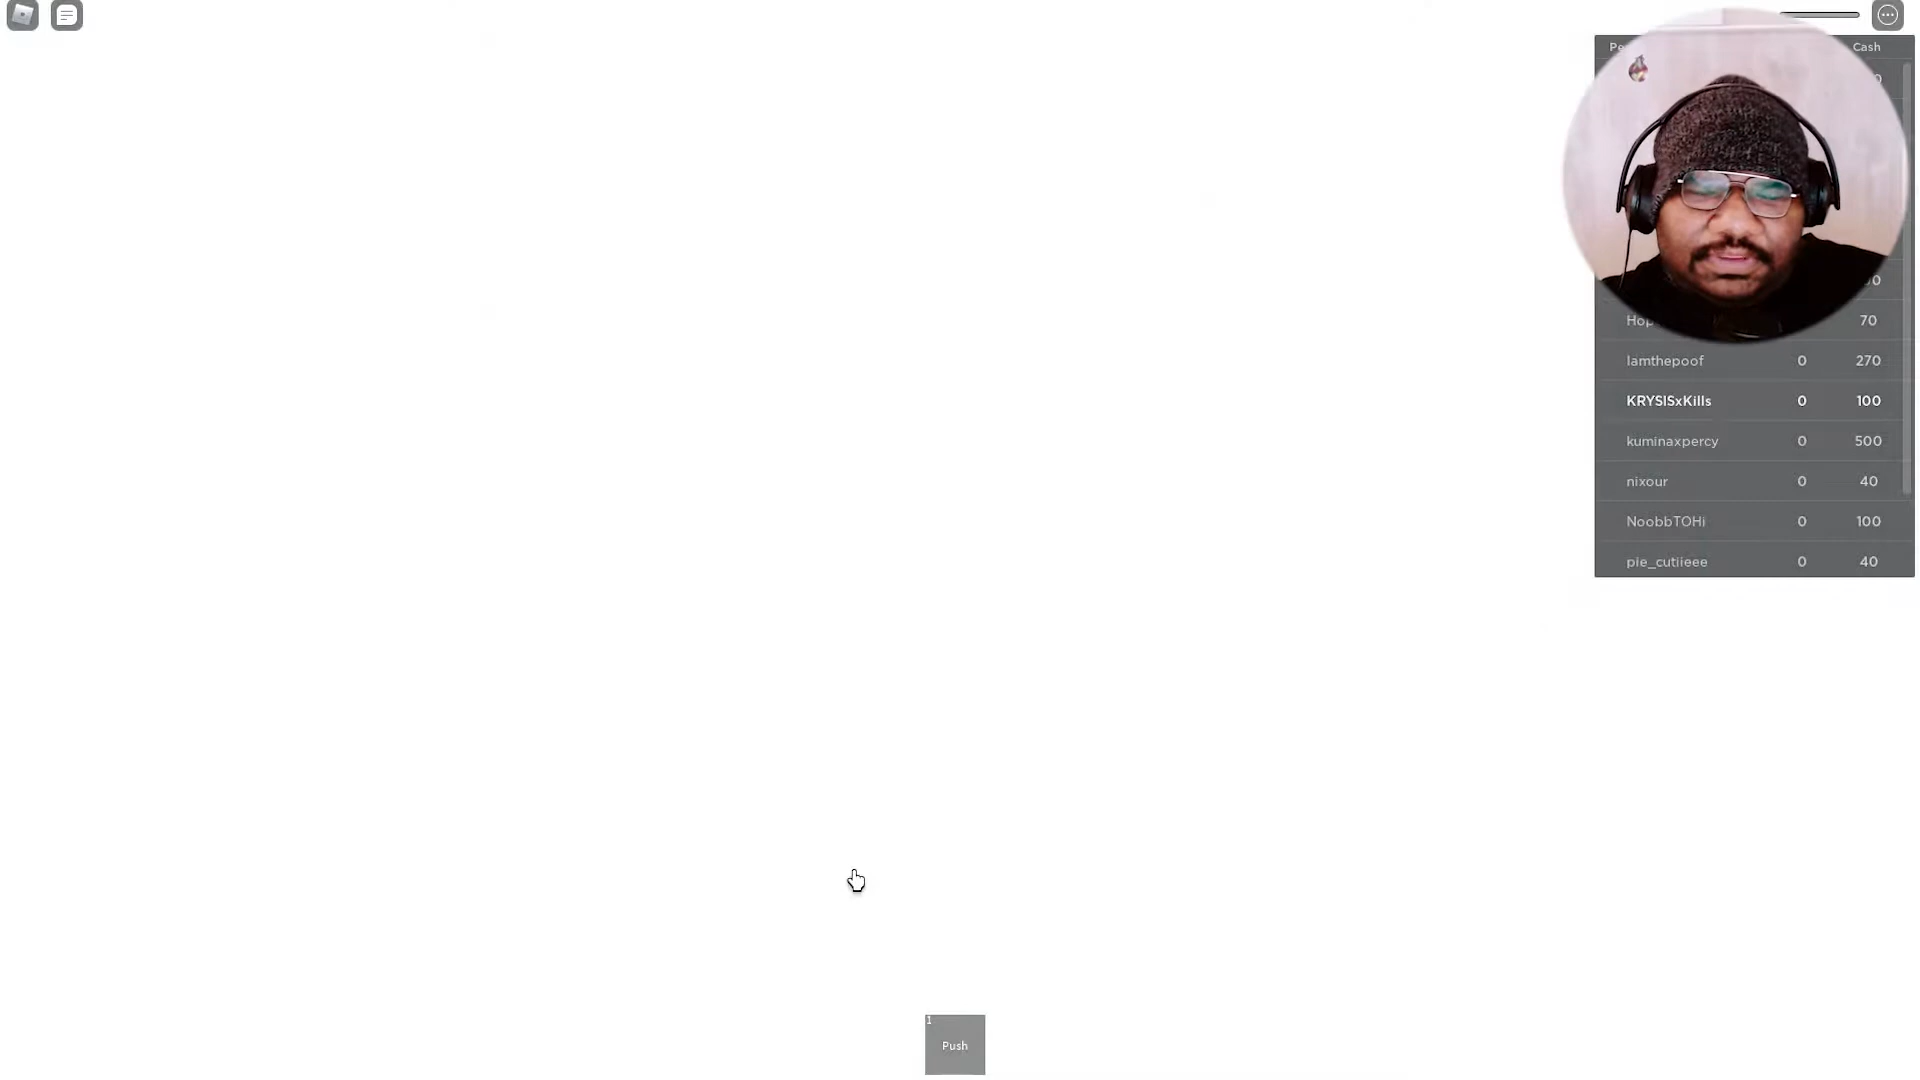 Cash
70
Iamthepoof 0 270
KRYSISxKills 0 100
kuminaxpercy 0 500
nixour 0 40
NoobbTOHi 0 100
pie_cutiieee 0 40
1
Push